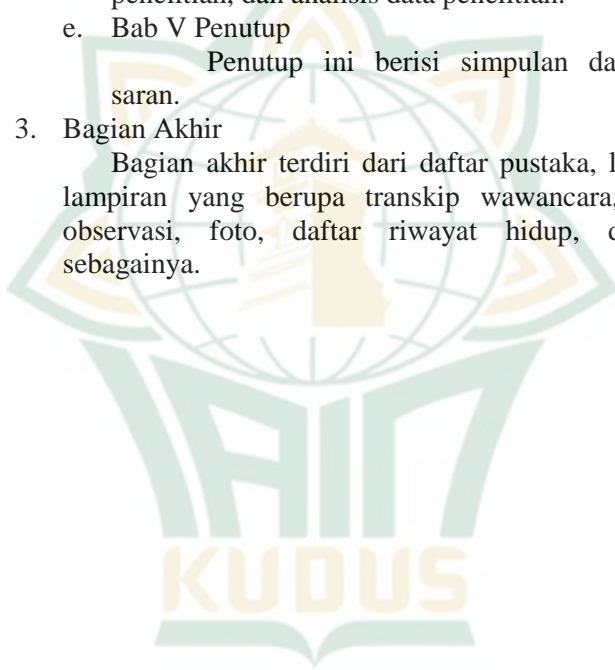 penelitian, dan analisis data penelitian.
e. Bab V Penutup
Penutup ini berisi simpulan
saran.
3. Bagian Akhir
Bagian akhir terdiri dari daftar pustaka,
lampiran yang berupa transkip wawancara,
observasi, foto, daftar riwayat hidup,
sebagainya.
IAIN
KUDUS